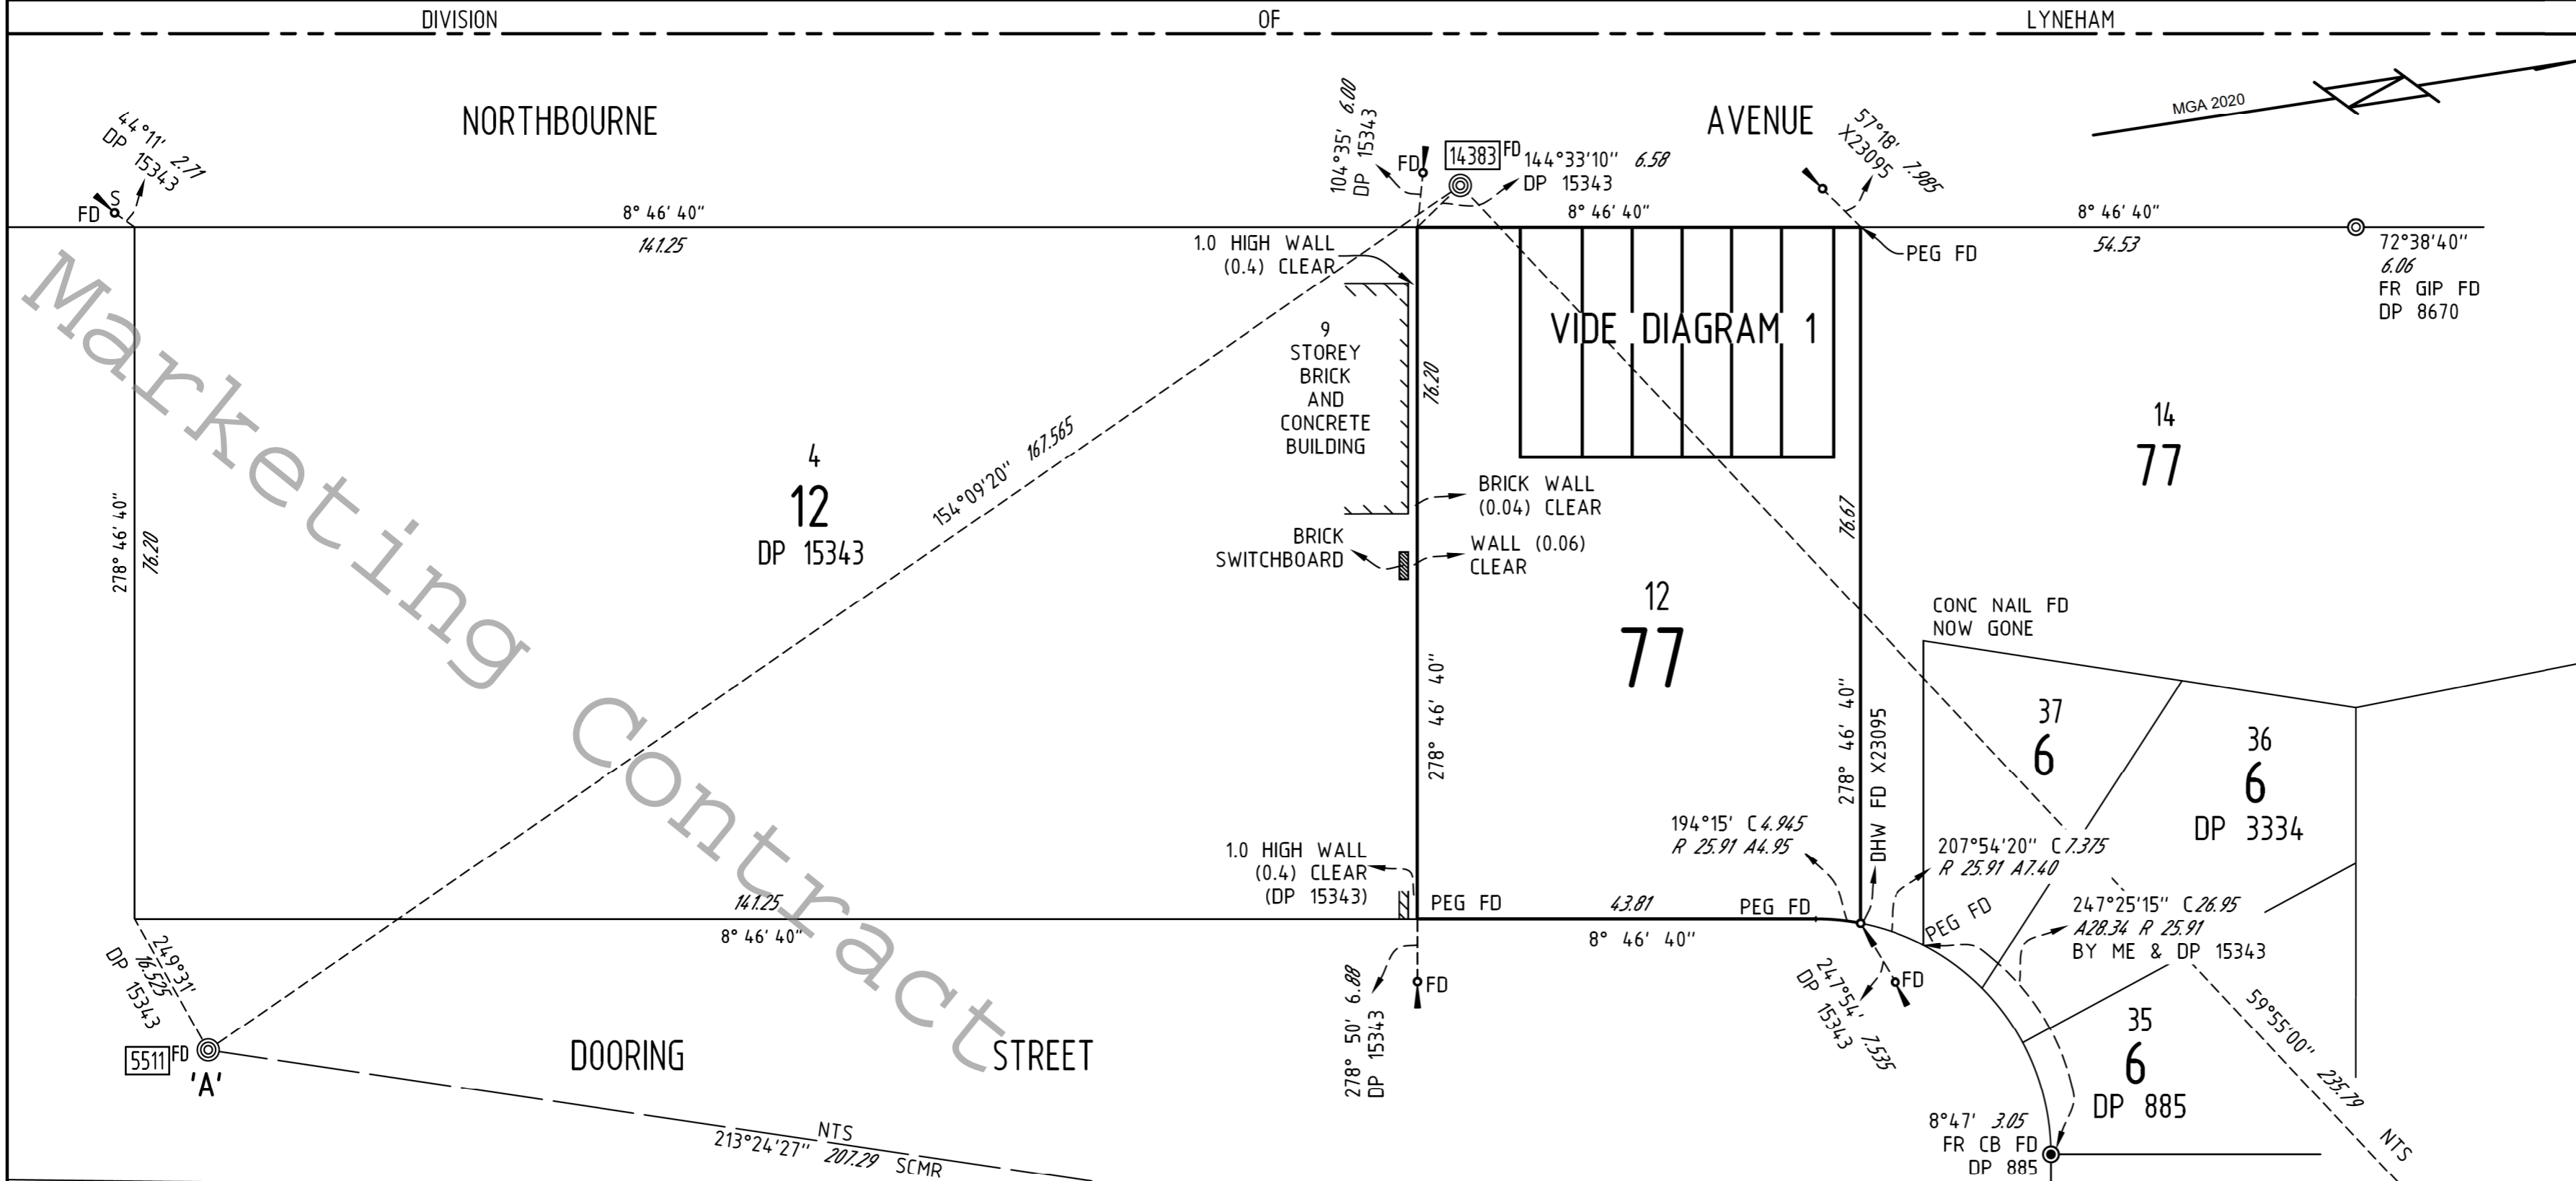 DIVISION OF LYNEHAM
NORTHBOURNE AVENUE
MGA 2020
44°11' 2.71
DP 15343
S
FD
8° 46' 40"
141.25
104°35' 6.00
DP 15343
FD
14383 FD
144°33'10" 6.58
DP 15343
8° 46' 40"
57°18' 7.985
X23095
8° 46' 40"
54.53
PEG FD
72°38'40"
6.06
FR GIP FD
DP 8670
1.0 HIGH WALL
(0.4) CLEAR
9
STOREY
BRICK
AND
CONCRETE
BUILDING
76.20
VIDE DIAGRAM 1
14
77
4
12
DP 15343
154°09'20" 167.565
278° 46' 40"
76.20
BRICK WALL
(0.04) CLEAR
BRICK
SWITCHBOARD
WALL (0.06)
CLEAR
76.67
12
77
278° 46' 40"
278° 46' 40"
DHW FD X23095
CONC NAIL FD
NOW GONE
37
6
36
6
DP 3334
194°15' C 4.945
R 25.91 A4.95
207°54'20" C 7.375
R 25.91 A7.40
1.0 HIGH WALL
(0.4) CLEAR
(DP 15343)
PEG FD
43.81
PEG FD
8° 46' 40"
PEG FD
247°25'15" C 26.95
A28.34 R 25.91
BY ME & DP 15343
141.25
8° 46' 40"
249°31'
16.525
DP 15343
5511 FD
'A'
DOORING STREET
278° 50' 6.88
DP 15343
FD
247°54' 7.535
DP 15343
FD
35
6
DP 885
59°55'00" 235.79
NTS
8°47' 3.05
FR CB FD
DP 885
NTS
213°24'27" 207.29 SCMR
Marketing Contract